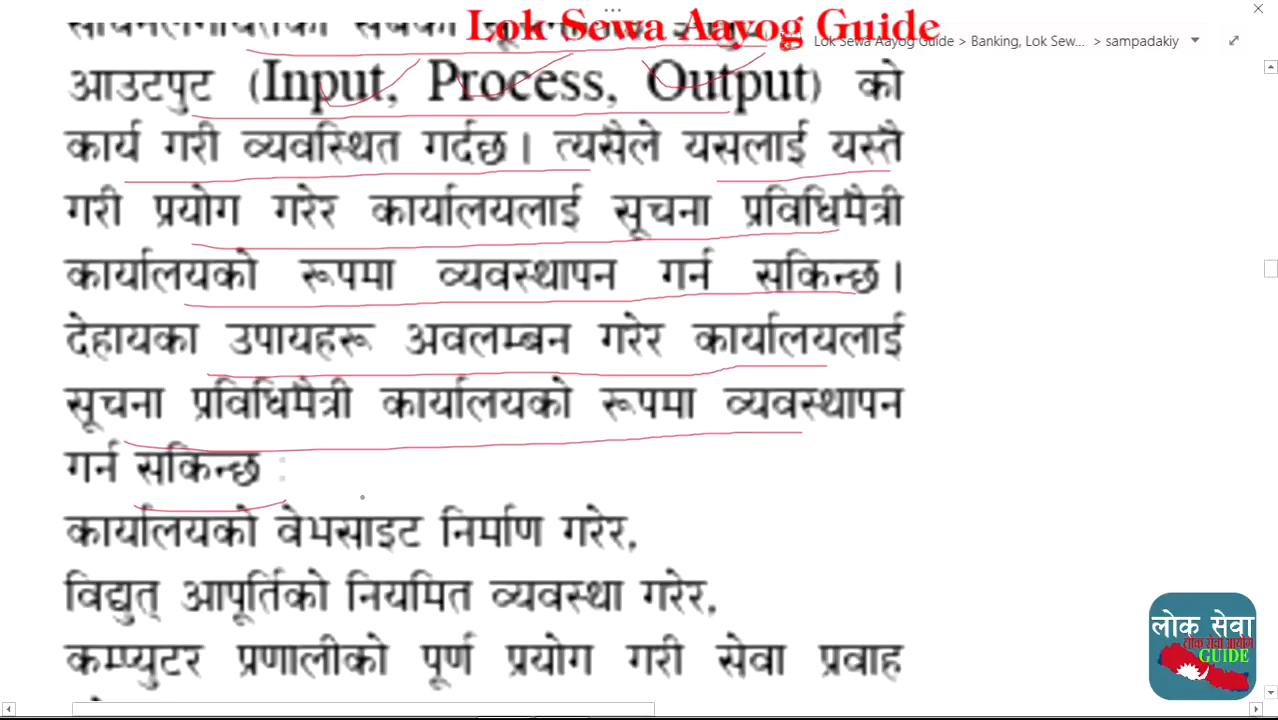 Lok Sewa Aayog Guide
Lok Sewa Aayog Guide > Banking, Lok Sew... > sampadakiy
आउटपुट (Input, Process, Output) को
कार्य गरी व्यवस्थित गर्दछ। त्यसैले यसलाई यस्तै
गरी प्रयोग गरेर कार्यालयलाई सूचना प्रविधिमैत्री
कार्यालयको रूपमा व्यवस्थापन गर्न सकिन्छ।
देहायका उपायहरू अवलम्बन गरेर कार्यालयलाई
सूचना प्रविधिमैत्री कार्यालयको रूपमा व्यवस्थापन
गर्न सकिन्छ :
कार्यालयको वेभसाइट निर्माण गरेर,
विद्युत् आपूर्तिको नियमित व्यवस्था गरेर,
कम्प्युटर प्रणालीको पूर्ण प्रयोग गरी सेवा प्रवाह
लोक सेवा
लोक सेवा आयोग
GUIDE